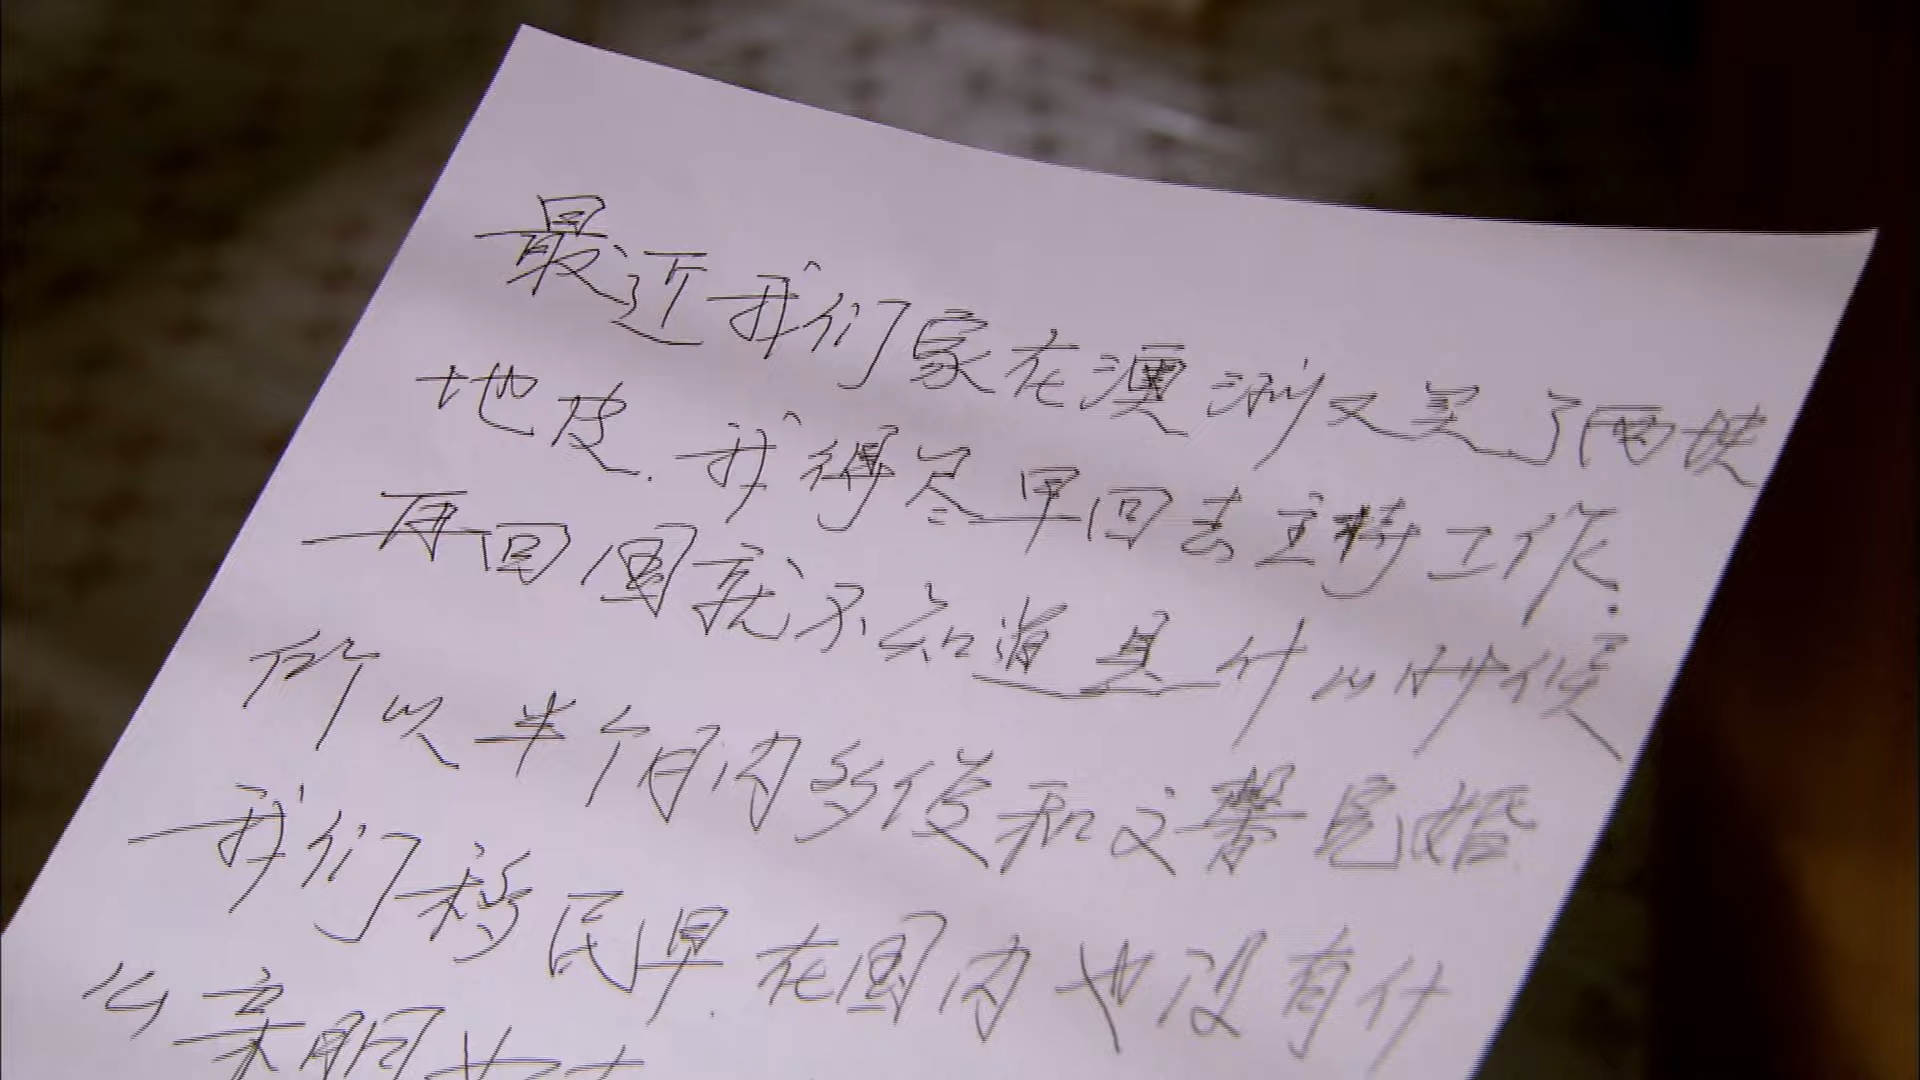 最近我们家在澳洲又买了两块
地皮.我得尽早回去主持工作.
再回国就不知道是什么时候
所以半个月内务使和文馨完婚
我们移民早.在国内也没有什
么亲朋